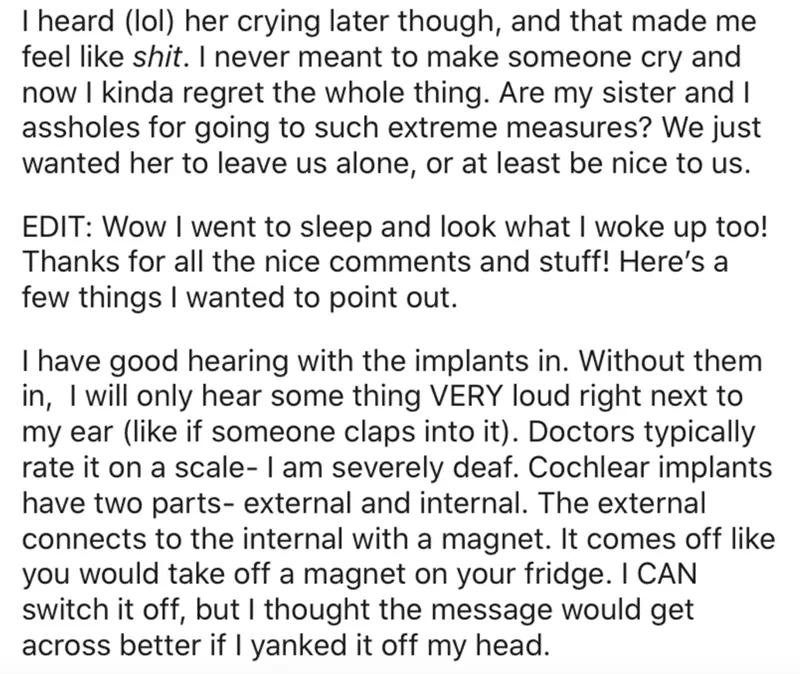 I heard (lol) her crying later though, and that made me
feel like shit. I never meant to make someone cry and
now I kinda regret the whole thing. Are my sister and I
assholes for going to such extreme measures? We just
wanted her to leave us alone, or at least be nice to us.
EDIT: Wow I went to sleep and look what I woke up too!
Thanks for all the nice comments and stuff! Here's a
few things I wanted to point out.
I have good hearing with the implants in. Without them
in,  I will only hear some thing VERY loud right next to
my ear (like if someone claps into it). Doctors typically
rate it on a scale- I am severely deaf. Cochlear implants
have two parts- external and internal. The external
connects to the internal with a magnet. It comes off like
you would take off a magnet on your fridge. I CAN
switch it off, but I thought the message would get
across better if I yanked it off my head.